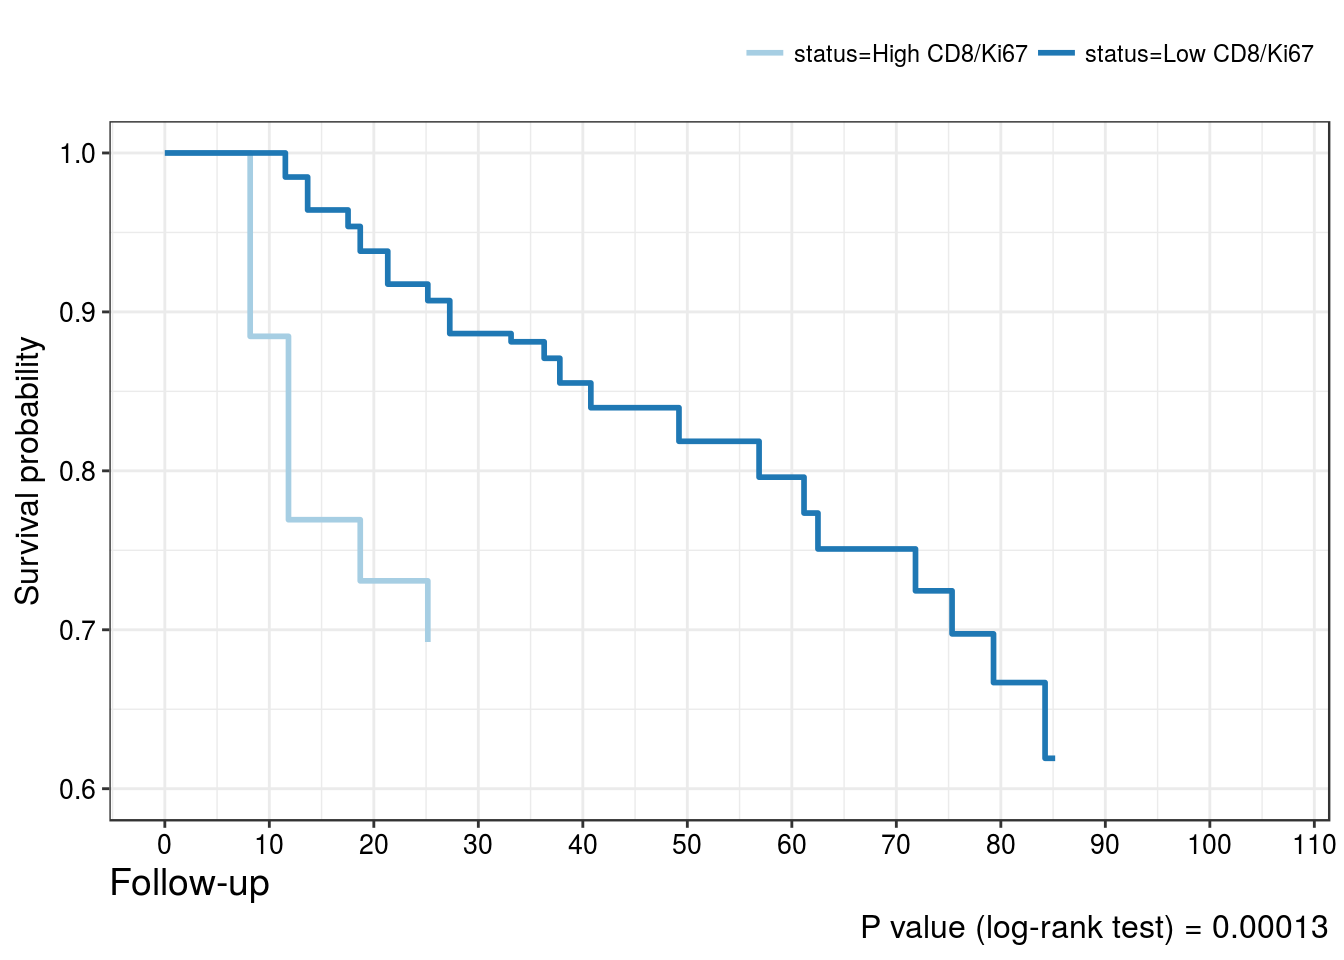 status=High CD8/Ki67 status=Low CD8/Ki67
Survival probability
1.0
0.9
0.8
0.7
0.6
0 10 20 30 40 50 60 70 80 90 100 110
Follow-up
P value (log-rank test) = 0.00013